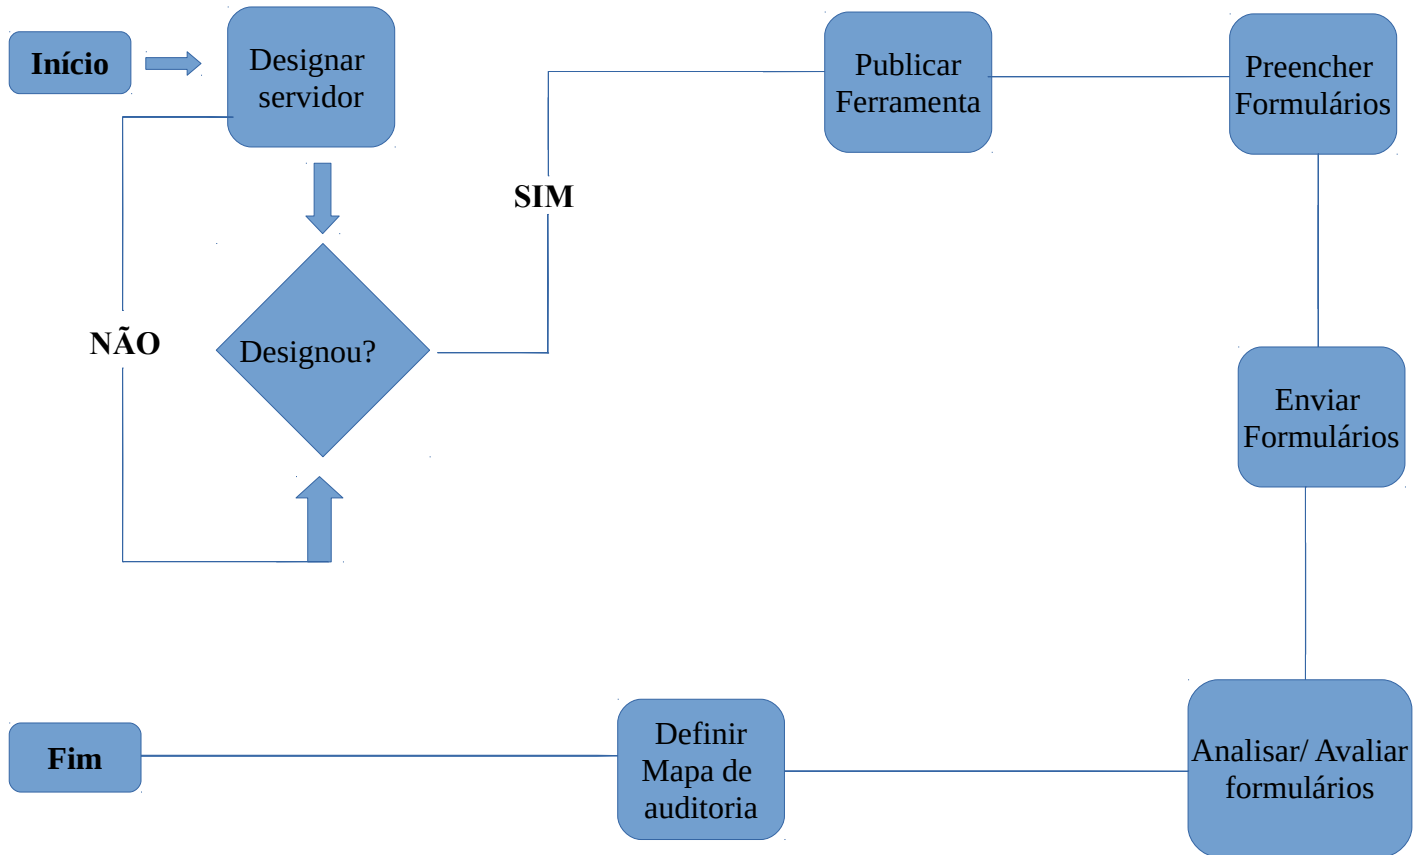 Início
Designar
servidor
Publicar
Ferramenta
Preencher
Formulários
SIM
NÃO
Designou?
Enviar
Formulários
Analisar/ Avaliar
formulários
Definir
Mapa de
auditoria
Fim